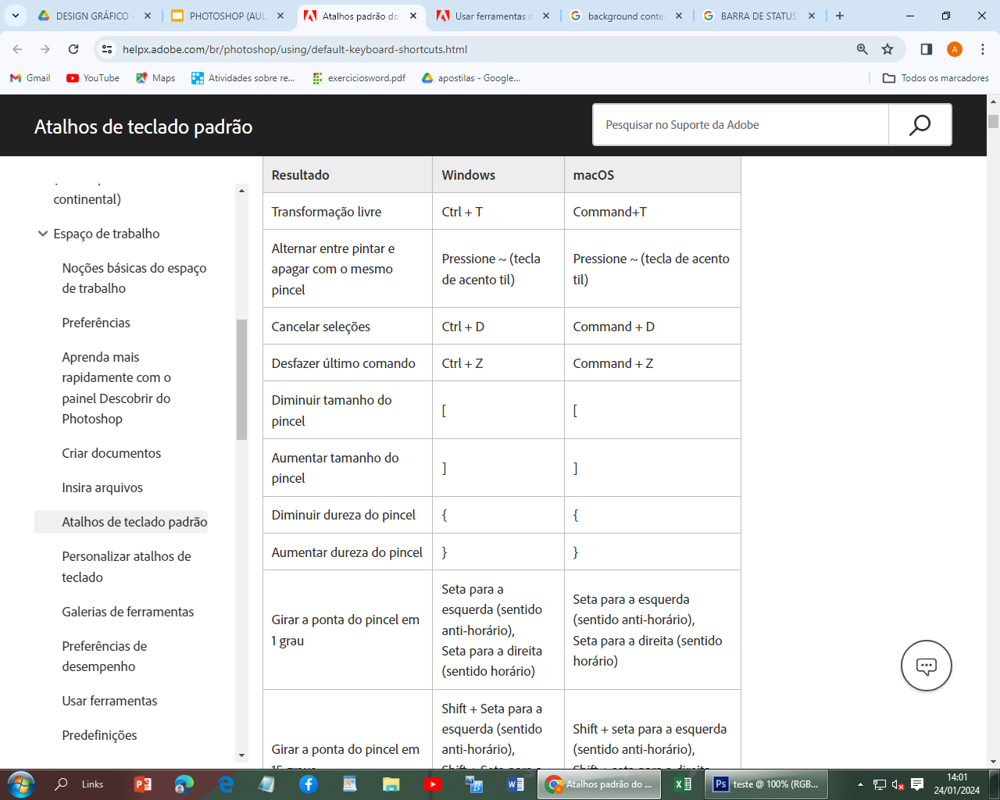 DESIGN GRÁFICO -
PHOTOSHOP (AUL
Atalhos padrão do
Usar ferramentas d
background conte
BARRA DE STATUS
helpx.adobe.com/br/photoshop/using/default-keyboard-shortcuts.html
A
Gmail
YouTube
Maps
Atividades sobre re...
exerciciosword.pdf
apostilas - Google...
Todos os marcadores
Atalhos de teclado padrão
Pesquisar no Suporte da Adobe
continental)
Espaço de trabalho
Noções básicas do espaço
de trabalho
Preferências
Aprenda mais
rapidamente com o
painel Descobrir do
Photoshop
Criar documentos
Insira arquivos
Atalhos de teclado padrão
Personalizar atalhos de
teclado
Galerias de ferramentas
Preferências de
desempenho
Usar ferramentas
Predefinições
Resultado Windows macOS
Transformação livre Ctrl + T Command+T
Alternar entre pintar e
apagar com o mesmo
pincel
Pressione ~ (tecla
de acento til)
Pressione ~ (tecla de acento
til)
Cancelar seleções Ctrl + D Command + D
Desfazer último comando Ctrl + Z Command + Z
Diminuir tamanho do
pincel
[
[
Aumentar tamanho do
pincel
]
]
Diminuir dureza do pincel { {
Aumentar dureza do pincel } }
Girar a ponta do pincel em
1 grau
Seta para a
esquerda (sentido
anti-horário),
Seta para a direita
(sentido horário)
Seta para a esquerda
(sentido anti-horário),
Seta para a direita (sentido
horário)
Girar a ponta do pincel em
15 graus
Shift + Seta para a
esquerda (sentido
anti-horário),
Shift + Seta para a
Shift + seta para a esquerda
(sentido anti-horário),
Shift + seta para a direita
Links
Atalhos padrão do ...
teste @ 100% (RGB...
14:01
24/01/2024